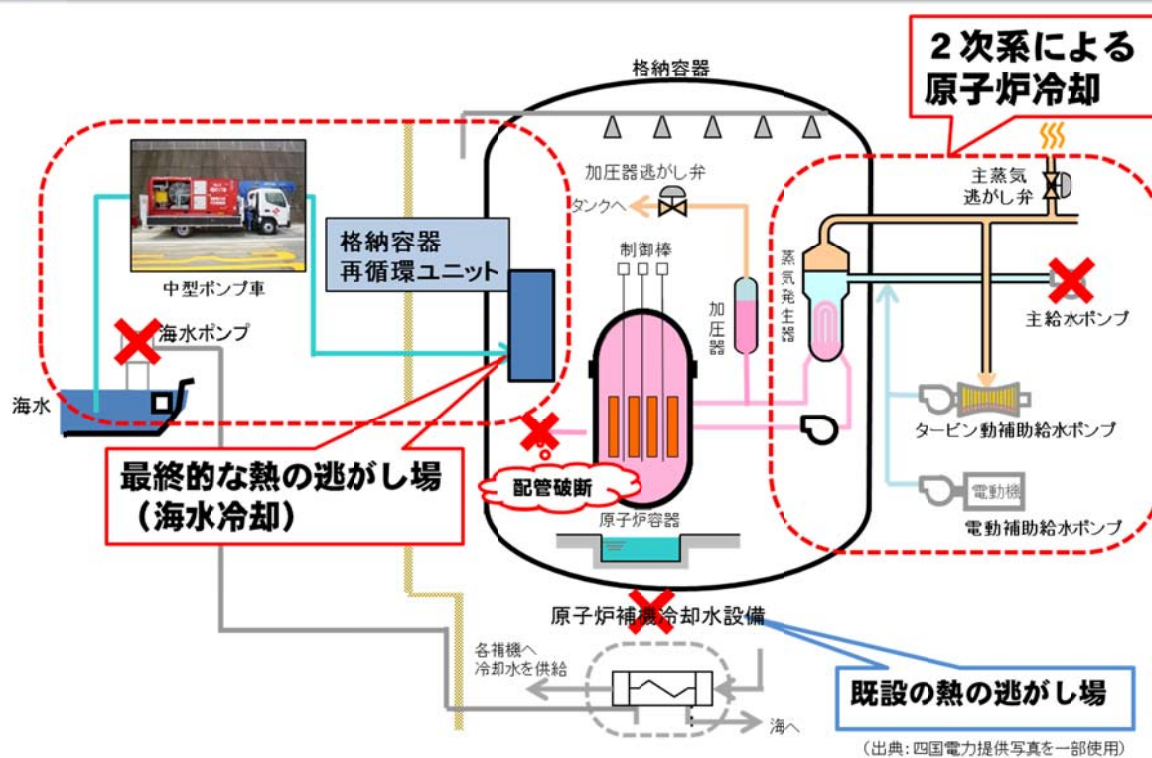 2次系による
原子炉冷却
格納容器
加圧器逃がし弁
タンクへ
主蒸気
逃がし弁
制御棒
格納容器
再循環ユニット
蒸気発生器
中型ポンプ車
加圧器
主給水ポンプ
海水ポンプ
海水
タービン動補助給水ポンプ
最終的な熱の逃がし場
(海水冷却)
配管破断
電動機
原子炉容器
電動補助給水ポンプ
原子炉補機冷却水設備
各補機へ
冷却水を供給
既設の熱の逃がし場
海へ
(出典:四国電力提供写真を一部使用)